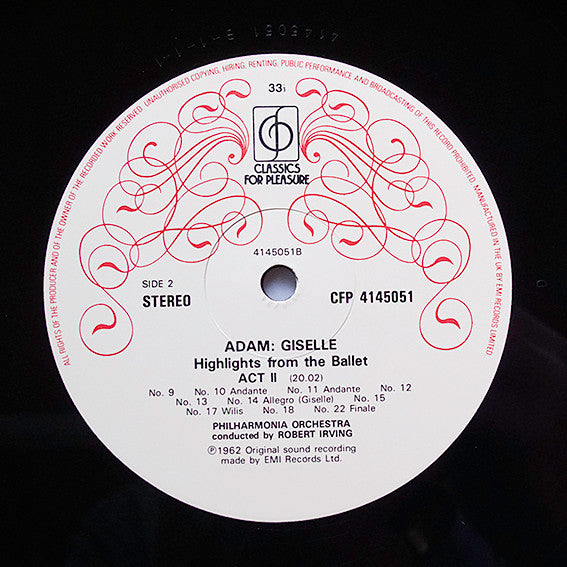 ALL RIGHTS OF THE PRODUCER AND OF THE OWNER OF THE RECORDED WORK RESERVED. UNAUTHORISED COPYING, HIRING, RENTING, PUBLIC PERFORMANCE AND BROADCASTING OF THIS RECORD PROHIBITED. MANUFACTURED IN THE UK BY EMI RECORDS LIMITED
33⅓
CLASSICS
FOR PLEASURE
4145051B
SIDE 2
STEREO
CFP 4145051
ADAM: GISELLE
Highlights from the Ballet
ACT II (20.02)
No. 9 No. 10 Andante No. 11 Andante No. 12
No. 13 No. 14 Allegro (Giselle) No. 15
No. 17 Wilis No. 18 No. 22 Finale
PHILHARMONIA ORCHESTRA
conducted by ROBERT IRVING
Ⓟ1962 Original sound recording
made by EMI Records Ltd.